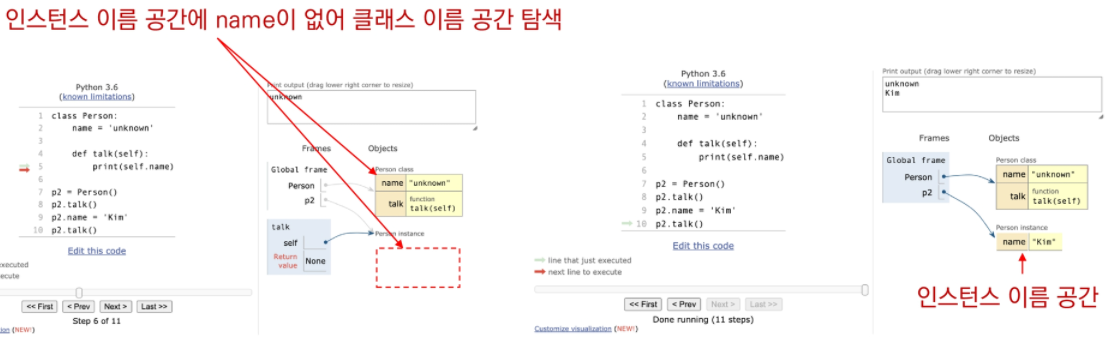 인스턴스 이름 공간에 name이 없어 클래스 이름 공간 탐색
Python 3.6
(known limitations)
1 class Person:
2 name = 'unknown'
3
4 def talk(self):
5 print(self.name)
6
7 p2 = Person()
8 p2.talk()
9 p2.name = 'Kim'
10 p2.talk()
Edit this code
executed
ecute
<< First < Prev Next > Last >>
Step 6 of 11
tion (NEW!)
Print output (drag lower right corner to resize)
unknown
Frames Objects
Global frame
Person
p2
Person class
name "unknown"
talk function
talk(self)
talk
self
Return
value None
Person instance
Python 3.6
(known limitations)
1 class Person:
2 name = 'unknown'
3
4 def talk(self):
5 print(self.name)
6
7 p2 = Person()
8 p2.talk()
9 p2.name = 'Kim'
10 p2.talk()
Edit this code
line that just executed
next line to execute
<< First < Prev Next > Last >>
Done running (11 steps)
Customize visualization (NEW!)
Print output (drag lower right corner to resize)
unknown
Kim
Frames Objects
Global frame
Person
p2
Person class
name "unknown"
talk function
talk(self)
Person instance
name "Kim"
인스턴스 이름 공간